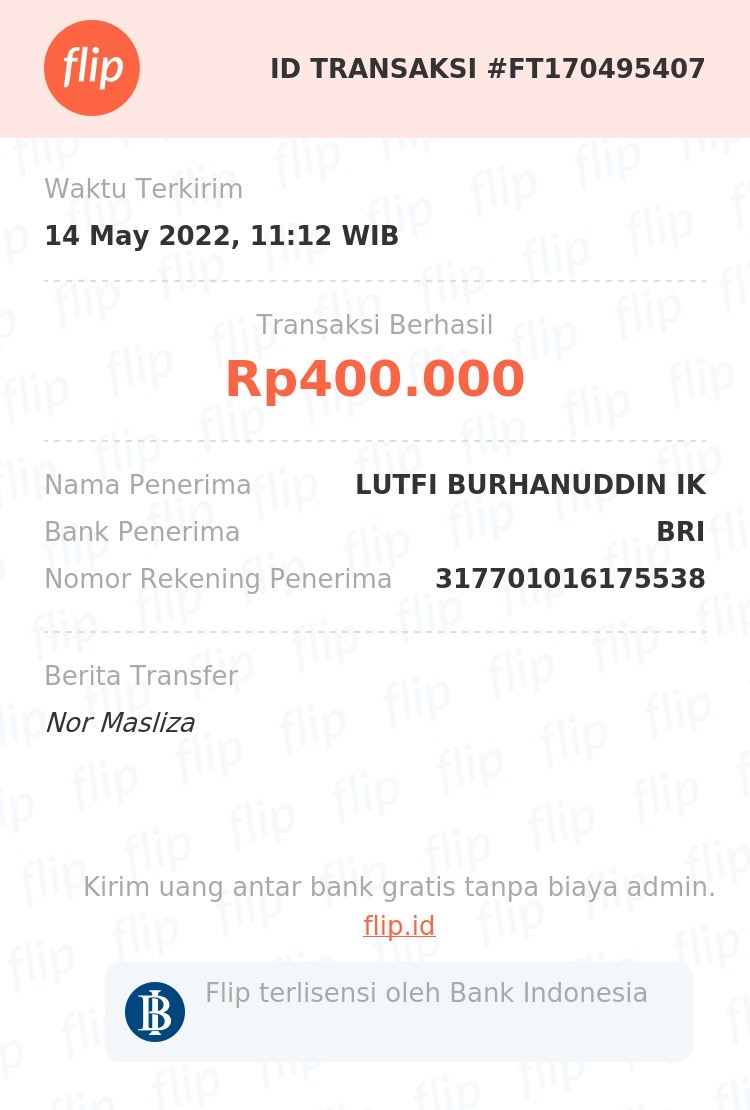 flip
ID TRANSAKSI #FT170495407
Waktu Terkirim
14 May 2022, 11:12 WIB
Transaksi Berhasil
Rp400.000
Nama Penerima LUTFI BURHANUDDIN IK
Bank Penerima BRI
Nomor Rekening Penerima 317701016175538
Berita Transfer
Nor Masliza
Kirim uang antar bank gratis tanpa biaya admin.
flip.id
Flip terlisensi oleh Bank Indonesia